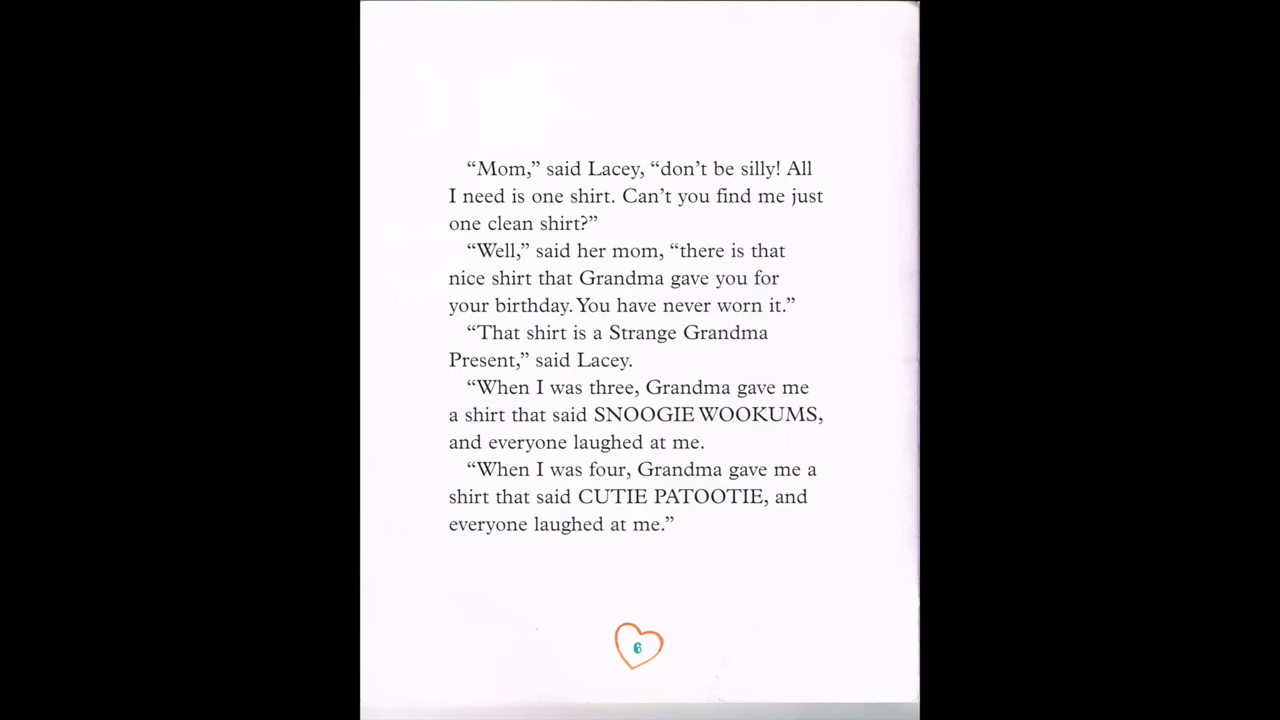 “Mom,” said Lacey, “don’t be silly! All
I need is one shirt. Can’t you find me just
one clean shirt?”
“Well,” said her mom, “there is that
nice shirt that Grandma gave you for
your birthday. You have never worn it.”
“That shirt is a Strange Grandma
Present,” said Lacey.
“When I was three, Grandma gave me
a shirt that said SNOOGIE WOOKUMS,
and everyone laughed at me.
“When I was four, Grandma gave me a
shirt that said CUTIE PATOOTIE, and
everyone laughed at me.”
6